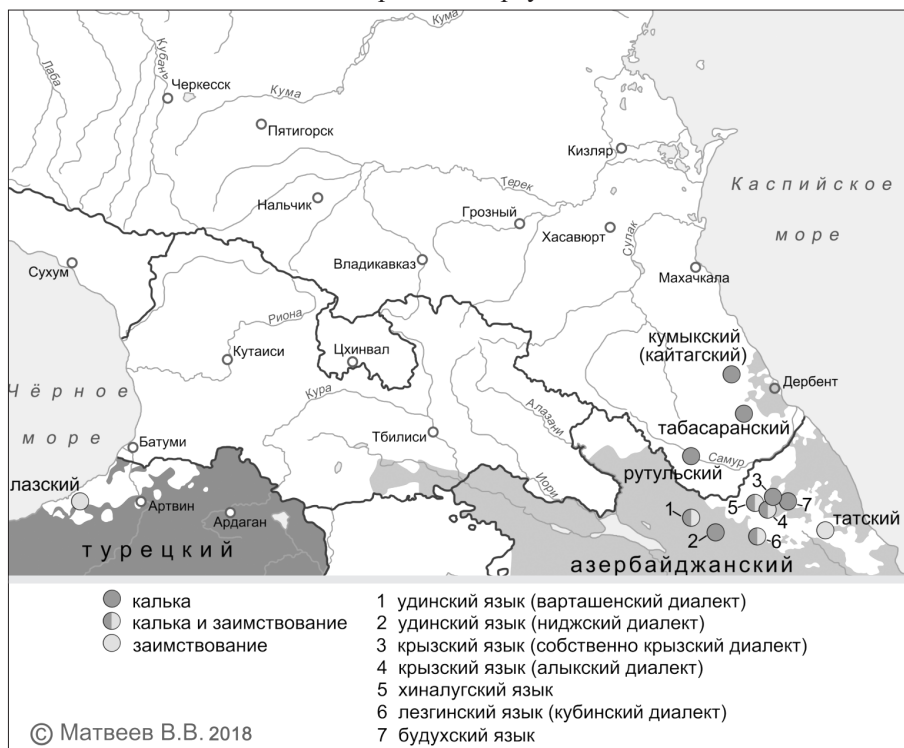 Лаба
Кубань
Черкесск
Кума
Пятигорск
Кизляр
Каспийское
море
Терек
Нальчик
Грозный
Хасавюрт
Сулак
Сухум
Владикавказ
Махачкала
Риона
Кутаиси
Цхинвал
кумыкский
(кайтагский)
Дербент
Чёрное
море
Кура
Алазани
Тбилиси
табасаранский
Батуми
Самур
рутульский
Иори
лазский
Артвин
Ардаган
3
5
7
4
1
2
6
татский
турецкий
азербайджанский
калька
калька и заимствование
заимствование
1 удинский язык (варташенский диалект)
2 удинский язык (ниджский диалект)
3 крызский язык (собственно крызский диалект)
4 крызский язык (алыкский диалект)
5 хиналугский язык
6 лезгинский язык (кубинский диалект)
7 будухский язык
© Матвеев В.В. 2018